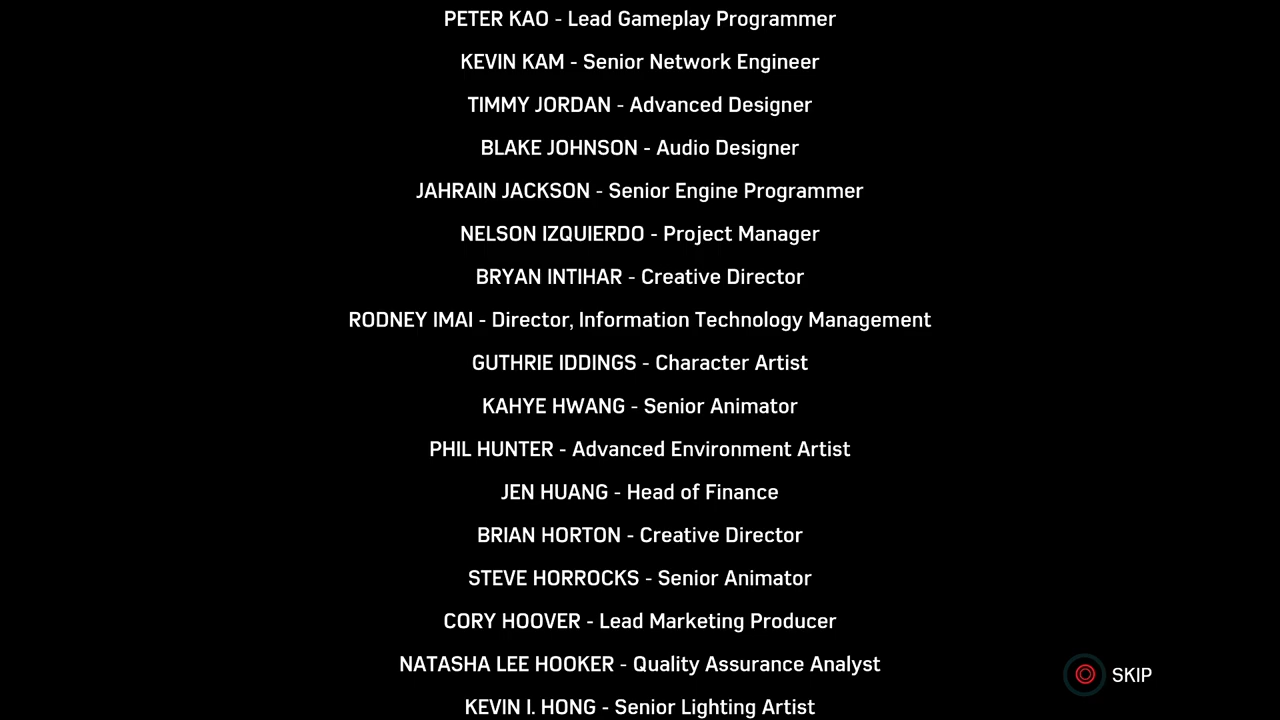 PETER KAO - Lead Gameplay Programmer
KEVIN KAM - Senior Network Engineer
TIMMY JORDAN - Advanced Designer
BLAKE JOHNSON - Audio Designer
JAHRAIN JACKSON - Senior Engine Programmer
NELSON IZQUIERDO - Project Manager
BRYAN INTIHAR - Creative Director
RODNEY IMAI - Director, Information Technology Management
GUTHRIE IDDINGS - Character Artist
KAHYE HWANG - Senior Animator
PHIL HUNTER - Advanced Environment Artist
JEN HUANG - Head of Finance
BRIAN HORTON - Creative Director
STEVE HORROCKS - Senior Animator
CORY HOOVER - Lead Marketing Producer
NATASHA LEE HOOKER - Quality Assurance Analyst
SKIP
KEVIN I. HONG - Senior Lighting Artist